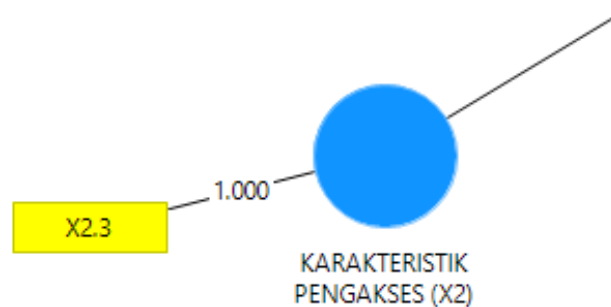 1.000
X2.3
KARAKTERISTIK
PENGAKSES (X2)